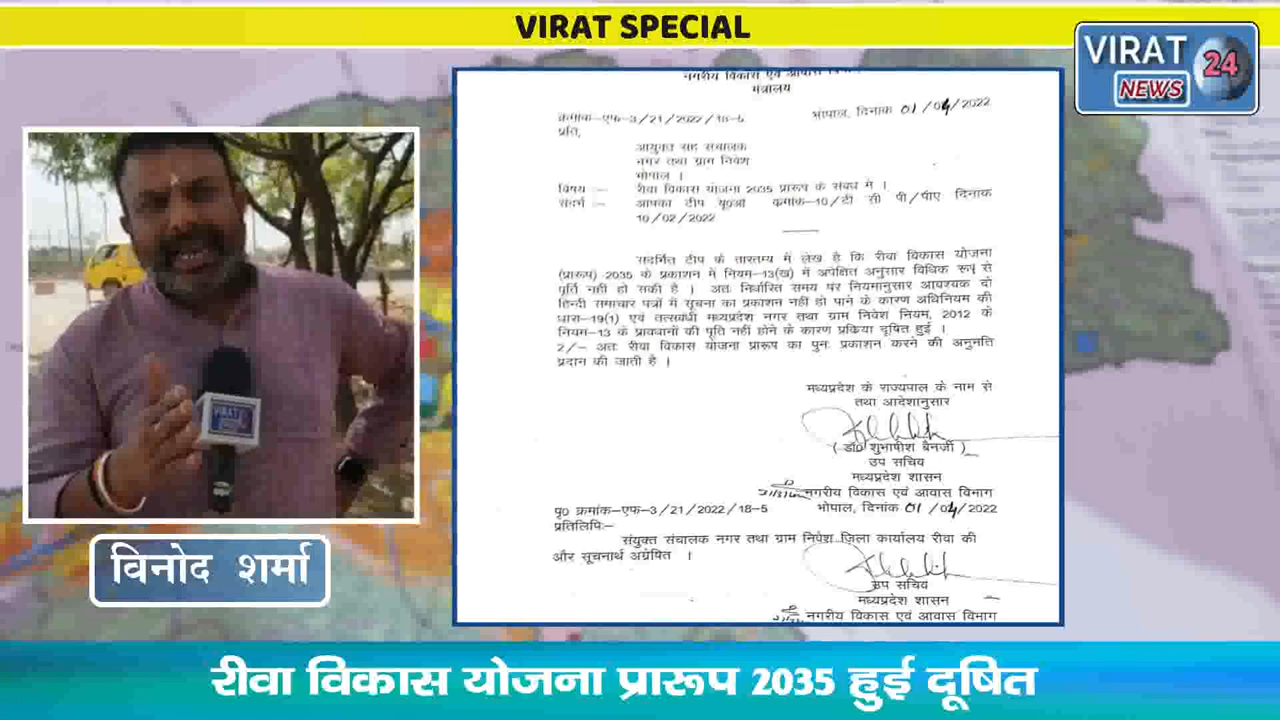 VIRAT SPECIAL
VIRAT 24
NEWS
नगरीय विकास एवं आवास
मंत्रालय
क्रमांक-एफ-3/21/2022/18-5
भोपाल, दिनांक 01/04/2022
प्रति,
आयुक्त सह संचालक
नगर तथा ग्राम निवेश
भोपाल ।
विषय :- रीवा विकास योजना 2035 प्रारूप के संबंध में ।
संदर्भ :- आपका टीप यू0ओ क्रमांक-10/टी सी पी/पीए दिनांक
10/02/2022
संदर्भित टीप के तारतम्य में लेख है कि रीवा विकास योजना
(प्रारूप) 2035 के प्रकाशन में नियम-13(ख) में अपेक्षित अनुसार विधिक रूप से
पूर्ति नहीं हो सकी है । अतः निर्धारित समय पर नियमानुसार आवश्यक दो
हिन्दी समाचार पत्रों में सूचना का प्रकाशन नहीं हो पाने के कारण अधिनियम की
धारा-19(1) एवं तत्संबंधी मध्यप्रदेश नगर तथा ग्राम निवेश नियम, 2012 के
नियम-13 के प्रावधानों की पूर्ति नहीं होने के कारण प्रक्रिया दूषित हुई ।
2/- अतः रीवा विकास योजना प्रारूप का पुनः प्रकाशन करने की अनुमति
प्रदान की जाती है ।
मध्यप्रदेश के राज्यपाल के नाम से
तथा आदेशानुसार
(डॉ0 शुभाशीष बैनर्जी)
उप सचिव
मध्यप्रदेश शासन
नगरीय विकास एवं आवास विभाग
पृ0 क्रमांक-एफ-3/21/2022/18-5
भोपाल, दिनांक 01/04/2022
प्रतिलिपिः-
संयुक्त संचालक नगर तथा ग्राम निवेश जिला कार्यालय रीवा की
और सूचनार्थ अग्रेषित ।
उप सचिव
मध्यप्रदेश शासन
नगरीय विकास एवं आवास विभाग
VIRAT
विनोद शर्मा
रीवा विकास योजना प्रारूप 2035 हुई दूषित